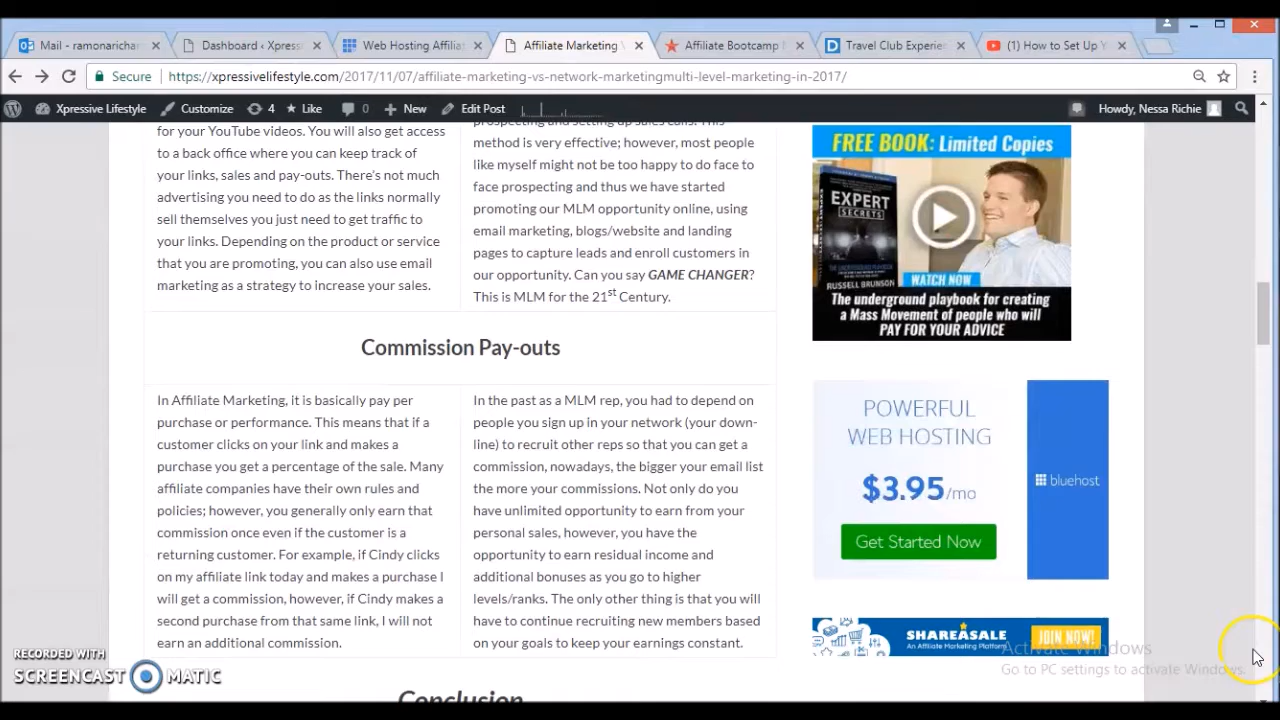 Mail - ramonarichar
Dashboard ‹ Xpress
Web Hosting Affilia
Affiliate Marketing V
Affiliate Bootcamp
Travel Club Experie
(1) How to Set Up Y
Secure
https://xpressivelifestyle.com/2017/11/07/affiliate-marketing-vs-network-marketingmulti-level-marketing-in-2017/
Xpressive Lifestyle
Customize
4
Like
0
New
Edit Post
Howdy, Nessa Richie
for your YouTube videos. You will also get access
to a back office where you can keep track of
your links, sales and pay-outs. There's not much
advertising you need to do as the links normally
sell themselves you just need to get traffic to
your links. Depending on the product or service
that you are promoting, you can also use email
marketing as a strategy to increase your sales.
prospecting and setting up sales calls. This
method is very effective; however, most people
like myself might not be too happy to do face to
face prospecting and thus we have started
promoting our MLM opportunity online, using
email marketing, blogs/website and landing
pages to capture leads and enroll customers in
our opportunity. Can you say GAME CHANGER?
This is MLM for the 21st Century.
Commission Pay-outs
In Affiliate Marketing, it is basically pay per
purchase or performance. This means that if a
customer clicks on your link and makes a
purchase you get a percentage of the sale. Many
affiliate companies have their own rules and
policies; however, you generally only earn that
commission once even if the customer is a
returning customer. For example, if Cindy clicks
on my affiliate link today and makes a purchase I
will get a commission, however, if Cindy makes a
second purchase from that same link, I will not
earn an additional commission.
In the past as a MLM rep, you had to depend on
people you sign up in your network (your down-
line) to recruit other reps so that you can get a
commission, nowadays, the bigger your email list
the more your commissions. Not only do you
have unlimited opportunity to earn from your
personal sales, however, you have the
opportunity to earn residual income and
additional bonuses as you go to higher
levels/ranks. The only other thing is that you will
have to continue recruiting new members based
on your goals to keep your earnings constant.
Conclusion
FREE BOOK: Limited Copies
EXPERT
SECRETS
RUSSELL BRUNSON
WATCH NOW
The underground playbook for creating
a Mass Movement of people who will
PAY FOR YOUR ADVICE
POWERFUL
WEB HOSTING
$3.95/mo
Get Started Now
bluehost
SHAREASALE
An Affiliate Marketing Platform
JOIN NOW!
Activate Windows
Go to PC settings to activate Windows.
RECORDED WITH
SCREENCAST MATIC